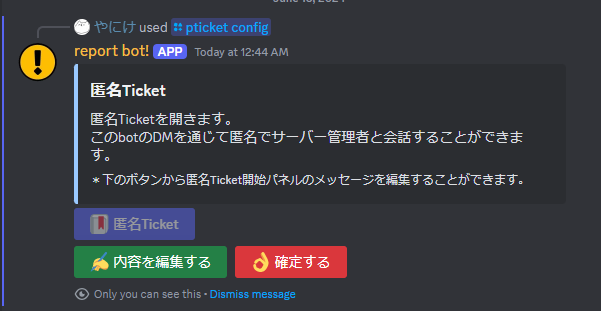 やにけ used pticket config
report bot! APP Today at 12:44 AM
匿名Ticket
匿名Ticketを開きます。
このbotのDMを通じて匿名でサーバー管理者と会話することができま
す。
＊下のボタンから匿名Ticket開始パネルのメッセージを編集することができます。
匿名Ticket
内容を編集する 確定する
Only you can see this • Dismiss message